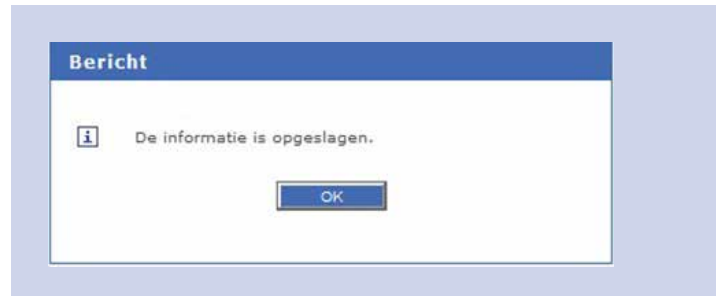 Bericht
i De informatie is opgeslagen.
OK